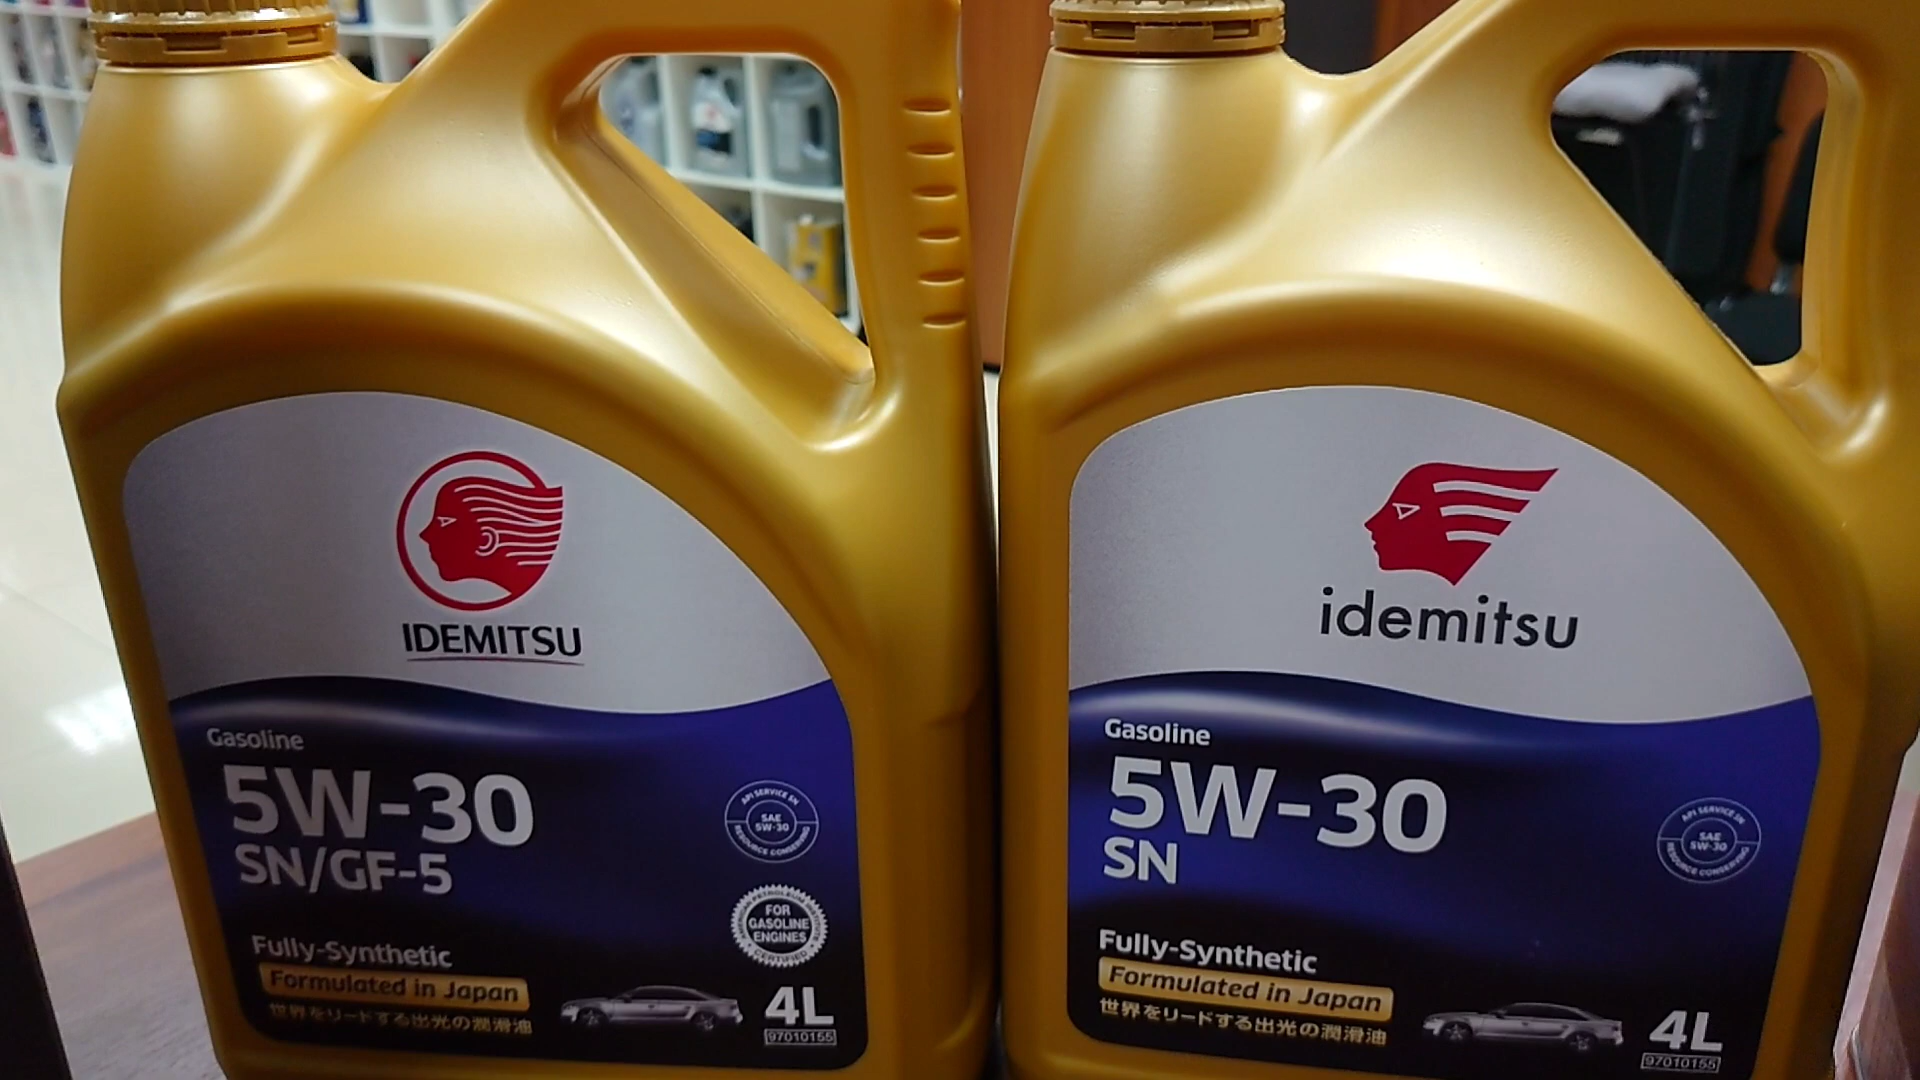 IDEMITSU
Gasoline
5W-30
SN/GF-5
API SERVICE SN
SAE
5W-30
RESOURCE CONSERVING
FOR
GASOLINE
ENGINES
CERTIFIED
Fully-Synthetic
Formulated in Japan
世界をリードする出光の潤滑油
4L
97010155
idemitsu
Gasoline
5W-30
SN
API SERVICE SN
SAE
5W-30
RESOURCE CONSERVING
Fully-Synthetic
Formulated in Japan
世界をリードする出光の潤滑油
4L
97010155